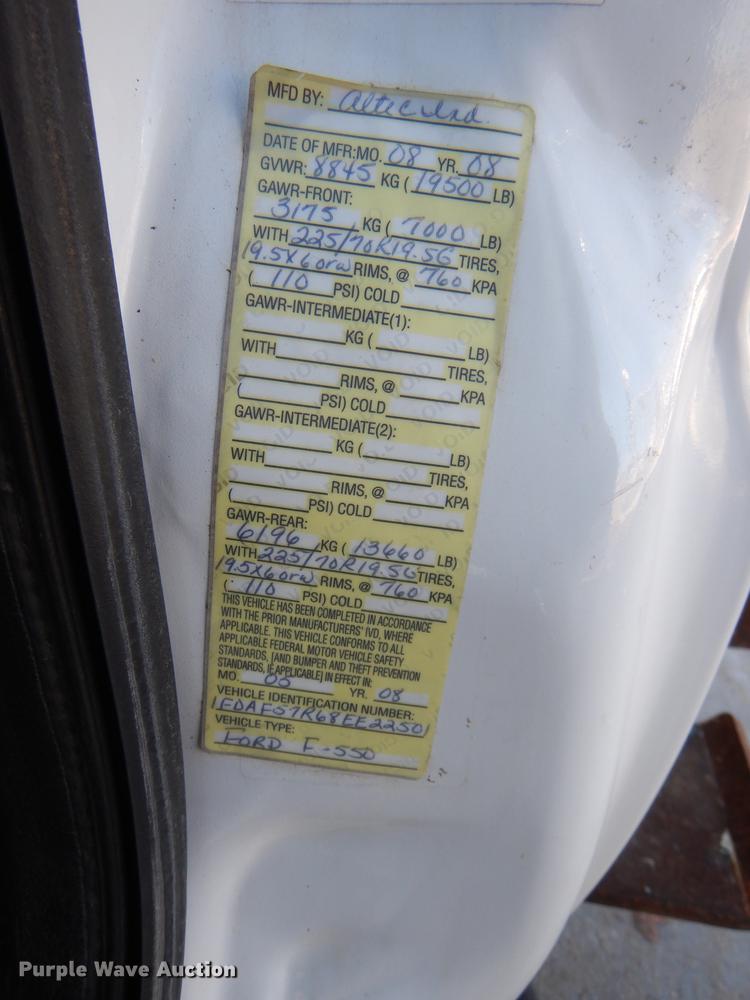 MFD BY: Altec Ind.
DATE OF MFR:MO. 08 YR. 08
GVWR: 8845 KG ( 19500 LB)
GAWR-FRONT:
3175 KG ( 7000 LB)
WITH 225/70R19.5G TIRES,
19.5X6.0rw RIMS, @ 760 KPA
( 110 PSI) COLD
GAWR-INTERMEDIATE(1):
KG ( LB)
WITH TIRES,
RIMS, @ KPA
( PSI) COLD
GAWR-INTERMEDIATE(2):
KG ( LB)
WITH TIRES,
RIMS, @ KPA
( PSI) COLD
GAWR-REAR:
6196 KG ( 13660 LB)
WITH 225/70R19.5G TIRES,
19.5X6.0rw RIMS, @ 760 KPA
( 110 PSI) COLD
THIS VEHICLE HAS BEEN COMPLETED IN ACCORDANCE
WITH THE PRIOR MANUFACTURERS' IVD, WHERE
APPLICABLE. THIS VEHICLE CONFORMS TO ALL
APPLICABLE FEDERAL MOTOR VEHICLE SAFETY
STANDARDS, [AND BUMPER AND THEFT PREVENTION
STANDARDS, IF APPLICABLE] IN EFFECT IN:
MO. 05 YR. 08
VEHICLE IDENTIFICATION NUMBER:
1FDAF57R68EE22501
VEHICLE TYPE:
FORD F-550
Purple Wave Auction